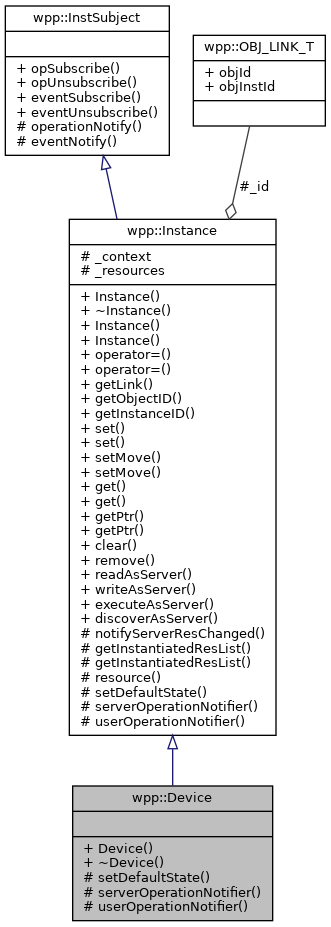 wpp::InstSubject
+ opSubscribe()
+ opUnsubscribe()
+ eventSubscribe()
+ eventUnsubscribe()
# operationNotify()
# eventNotify()
wpp::OBJ_LINK_T
+ objId
+ objInstId
#_id
wpp::Instance
# _context
# _resources
+ Instance()
+ ~Instance()
+ Instance()
+ Instance()
+ operator=()
+ operator=()
+ getLink()
+ getObjectID()
+ getInstanceID()
+ set()
+ set()
+ setMove()
+ setMove()
+ get()
+ get()
+ getPtr()
+ getPtr()
+ clear()
+ remove()
+ readAsServer()
+ writeAsServer()
+ executeAsServer()
+ discoverAsServer()
# notifyServerResChanged()
# getInstantiatedResList()
# getInstantiatedResList()
# resource()
# setDefaultState()
# serverOperationNotifier()
# userOperationNotifier()
wpp::Device
+ Device()
+ ~Device()
# setDefaultState()
# serverOperationNotifier()
# userOperationNotifier()